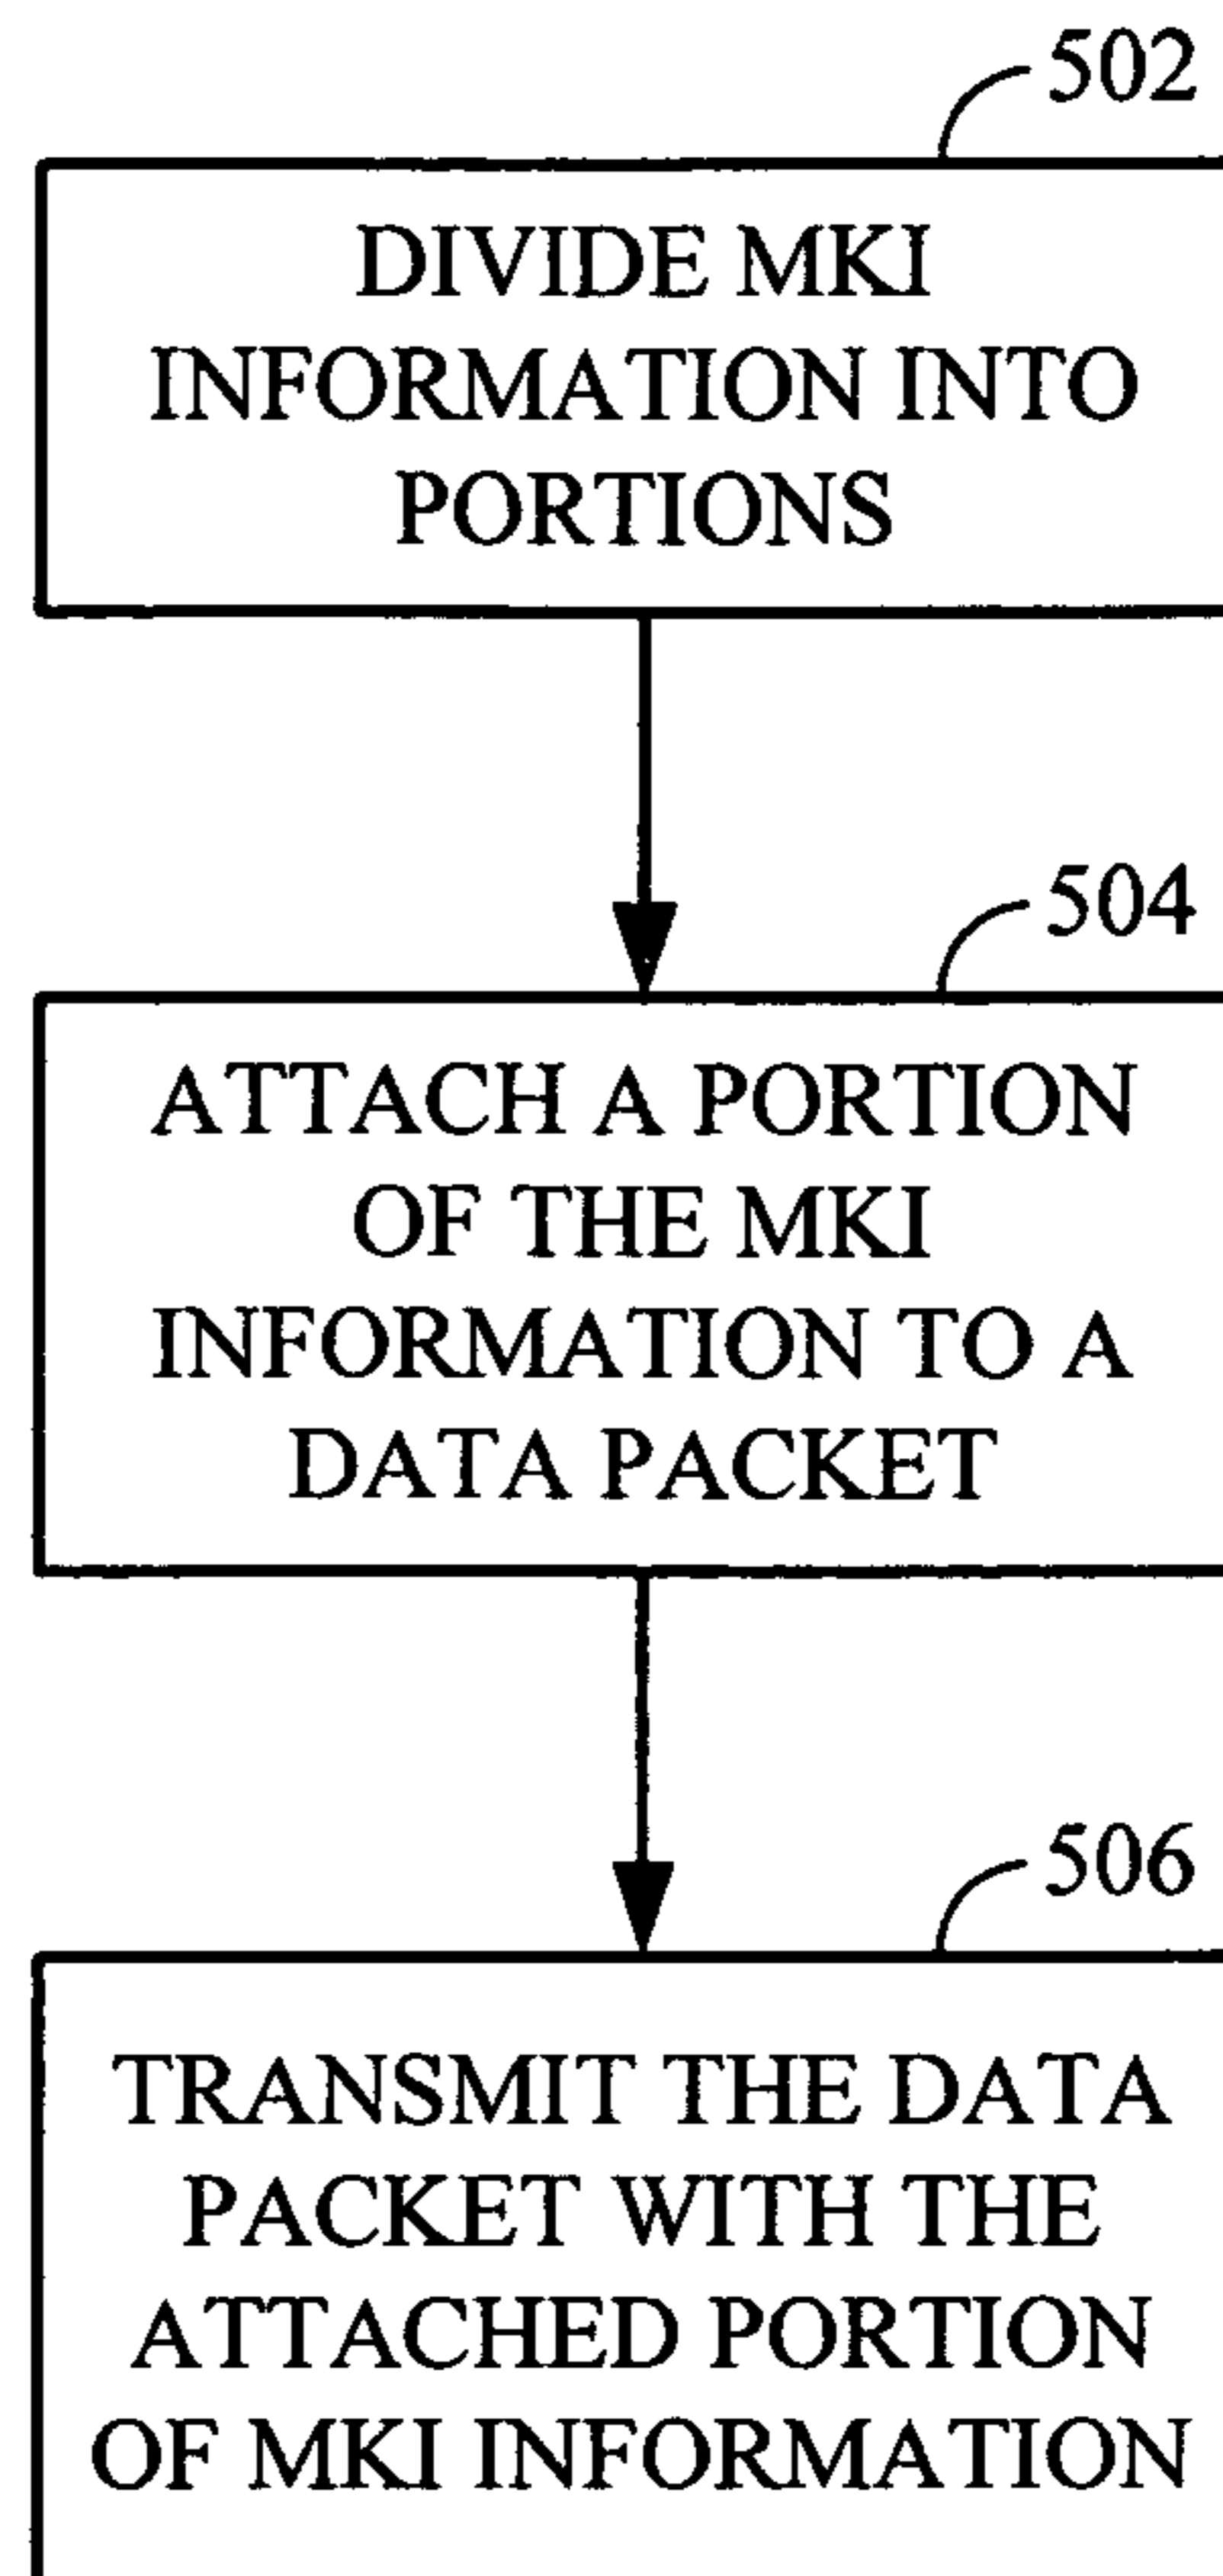 502
DIVIDE MKI
INFORMATION INTO
PORTIONS
504
ATTACH A PORTION
OF THE MKI
INFORMATION TO A
DATA PACKET
506
TRANSMIT THE DATA
PACKET WITH THE
ATTACHED PORTION
OF MKI INFORMATION